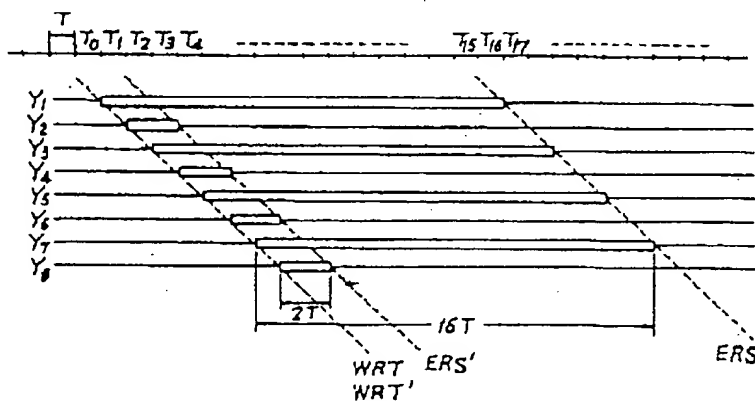 T
T0 T1 T2 T3 T4 T15 T16 T17
Y1
Y2
Y3
Y4
Y5
Y6
Y7
Y8
2T
16T
WRT ERS' ERS
WRT'